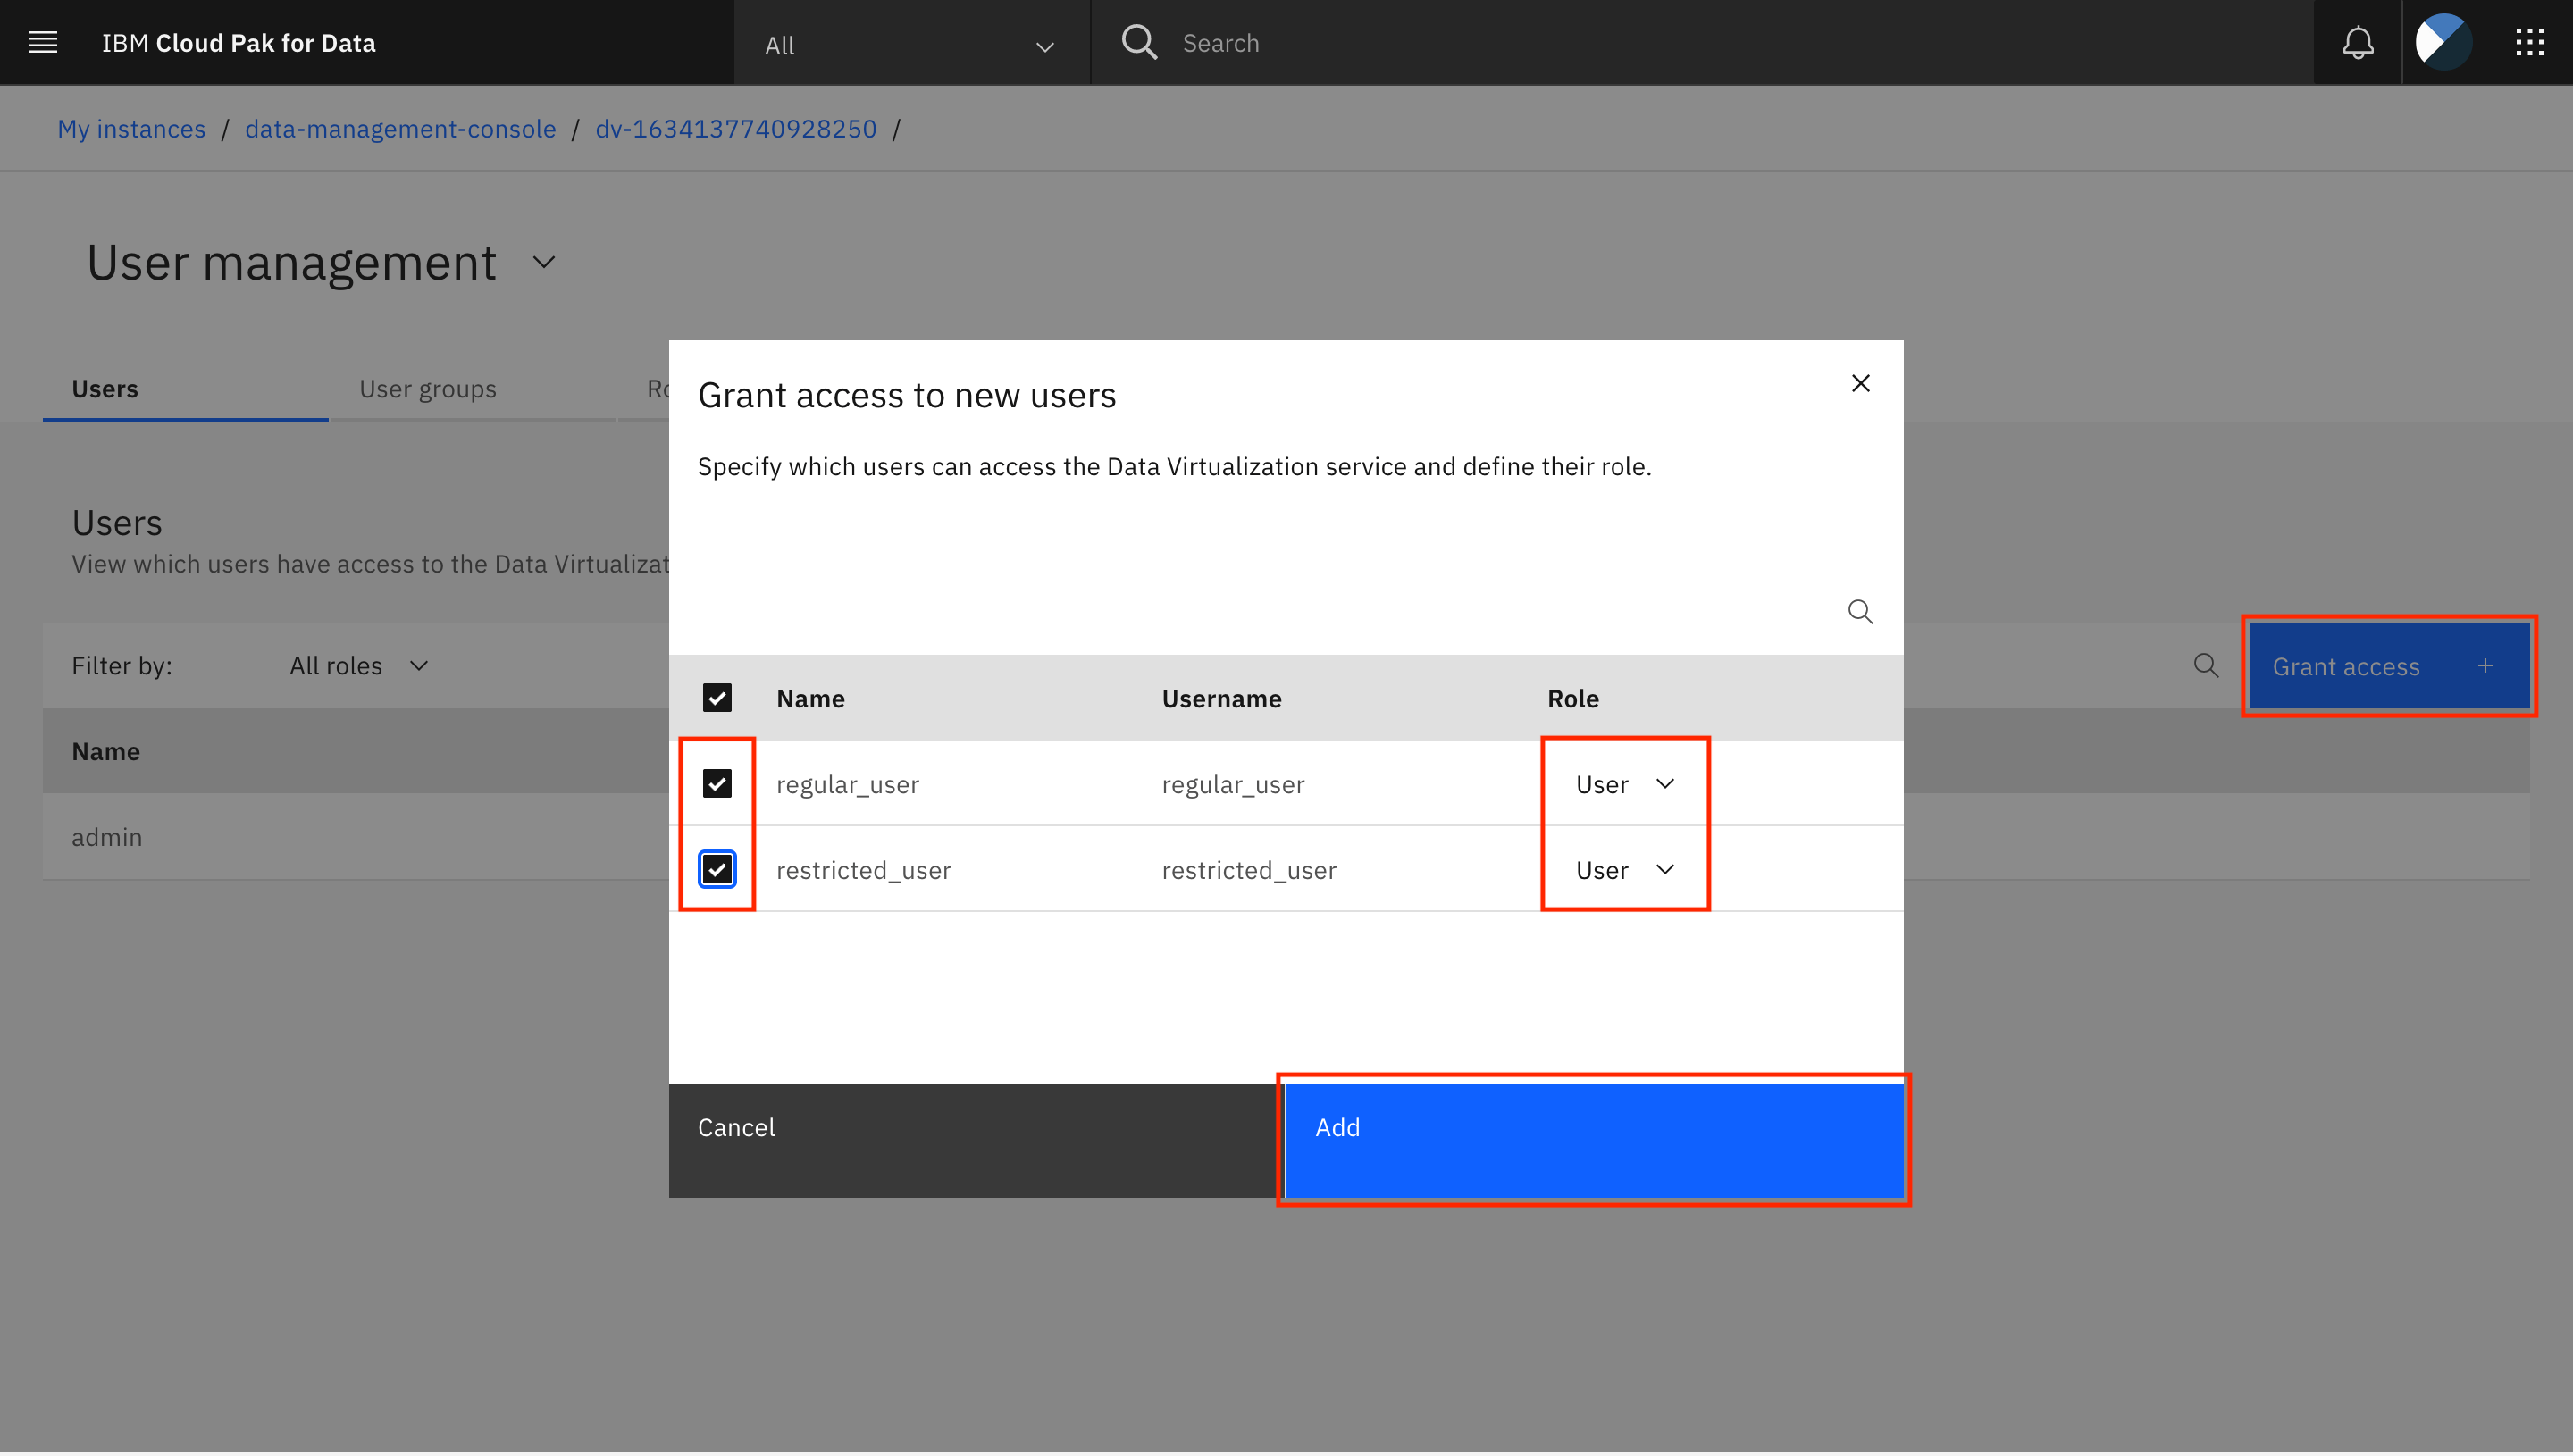 IBM Cloud Pak for Data
All
Search
My instances / data-management-console / dv-1634137740928250 /
User management
Users
User groups
Grant access to new users
Specify which users can access the Data Virtualization service and define their role.
Users
View which users have access to the Data
Filter by:
All roles
Grant access +
Name
admin
Name
Username
Role
regular_user
regular_user
User
restricted_user
restricted_user
User
Cancel
Add